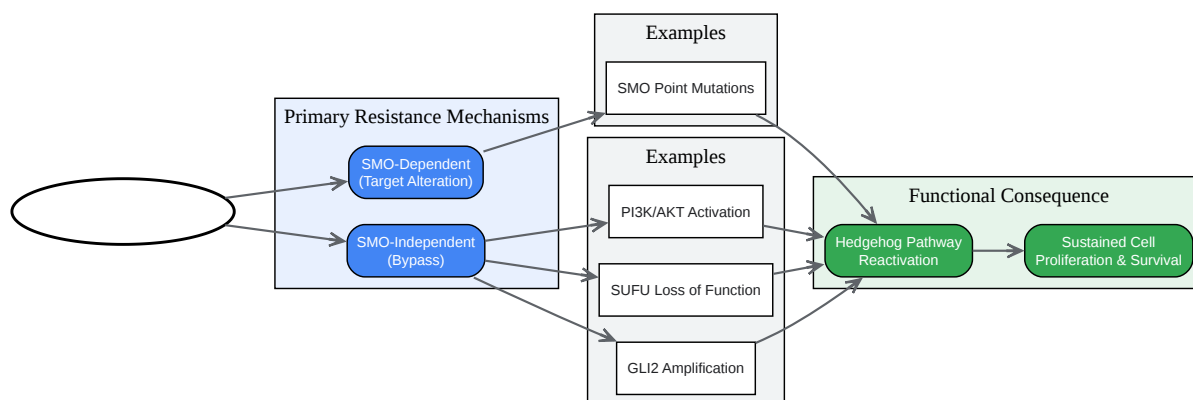 Primary Resistance Mechanisms
SMO-Dependent
(Target Alteration)
SMO-Independent
(Bypass)
Examples
SMO Point Mutations
Examples
PI3K/AKT Activation
SUFU Loss of Function
GLI2 Amplification
Functional Consequence
Hedgehog Pathway
Reactivation
Sustained Cell
Proliferation & Survival